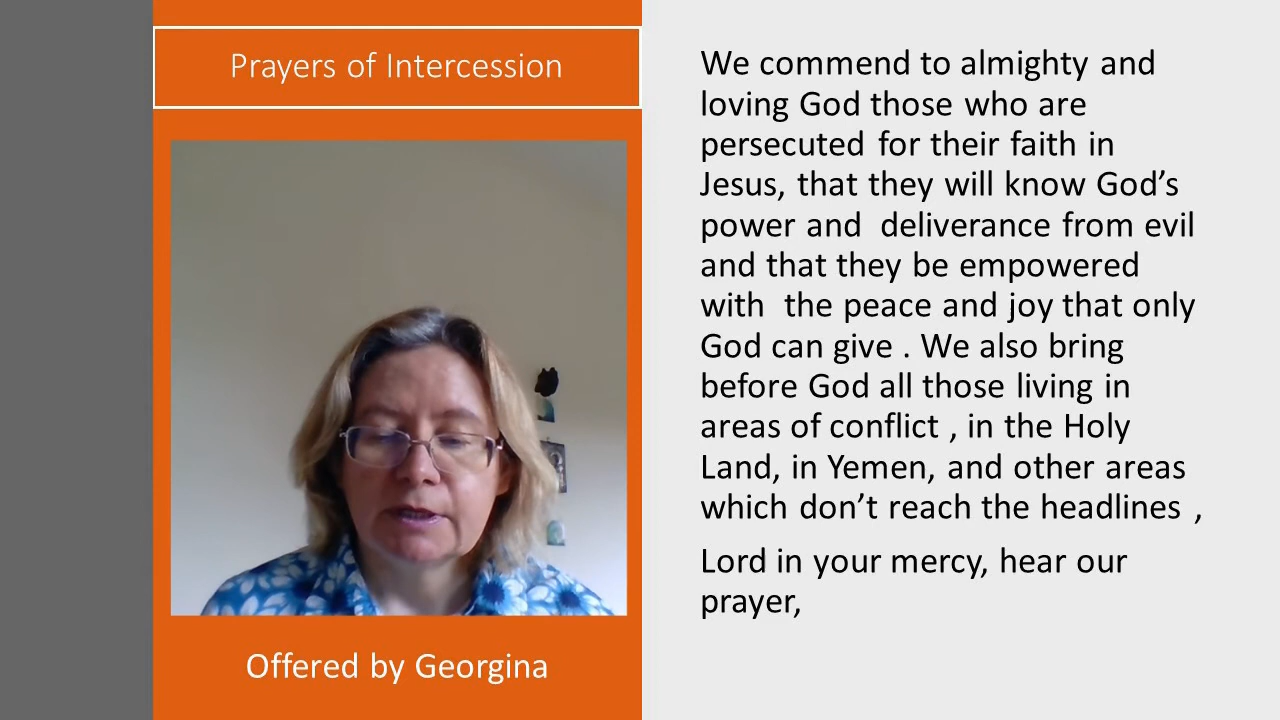 Prayers of Intercession
We commend to almighty and
loving God those who are
persecuted for their faith in
Jesus, that they will know God’s
power and  deliverance from evil
and that they be empowered
with  the peace and joy that only
God can give . We also bring
before God all those living in
areas of conflict , in the Holy
Land, in Yemen, and other areas
which don’t reach the headlines ,
Lord in your mercy, hear our
prayer,
Offered by Georgina